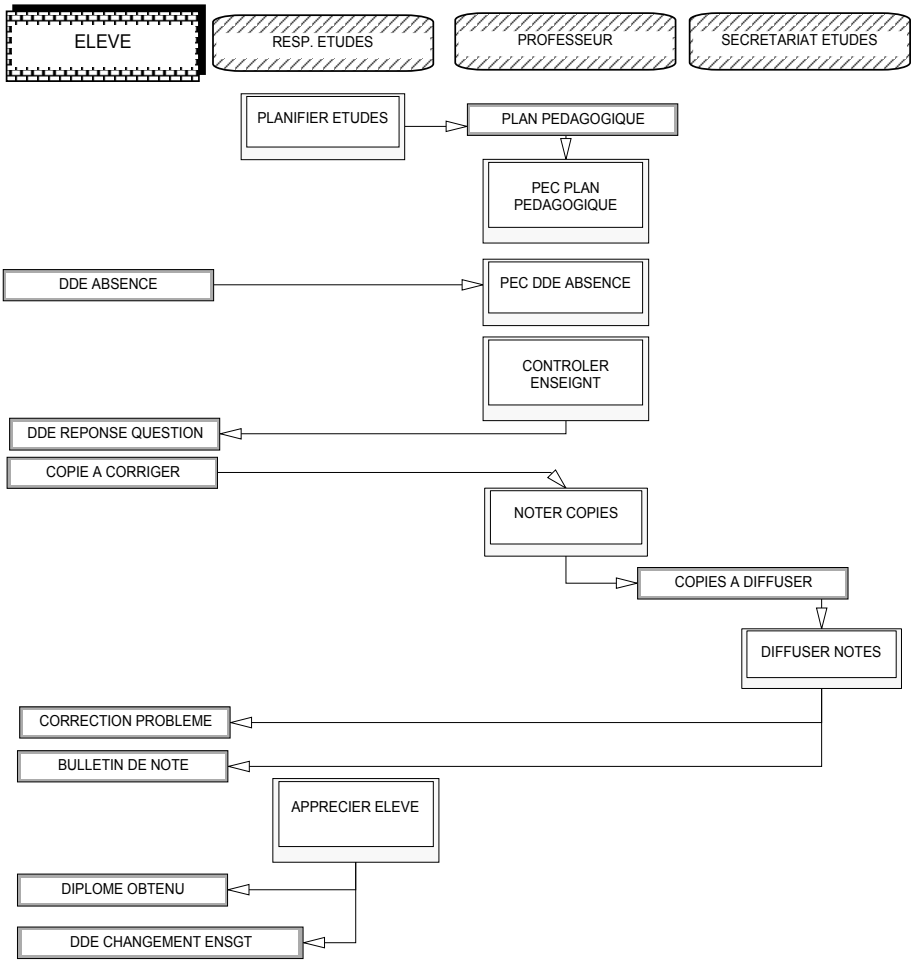 ELEVE
RESP. ETUDES
PROFESSEUR
SECRETARIAT ETUDES
PLANIFIER ETUDES
PLAN PEDAGOGIQUE
PEC PLAN
PEDAGOGIQUE
DDE ABSENCE
PEC DDE ABSENCE
CONTROLER
ENSEIGNT
DDE REPONSE QUESTION
COPIE A CORRIGER
NOTER COPIES
COPIES A DIFFUSER
DIFFUSER NOTES
CORRECTION PROBLEME
BULLETIN DE NOTE
APPRECIER ELEVE
DIPLOME OBTENU
DDE CHANGEMENT ENSGT